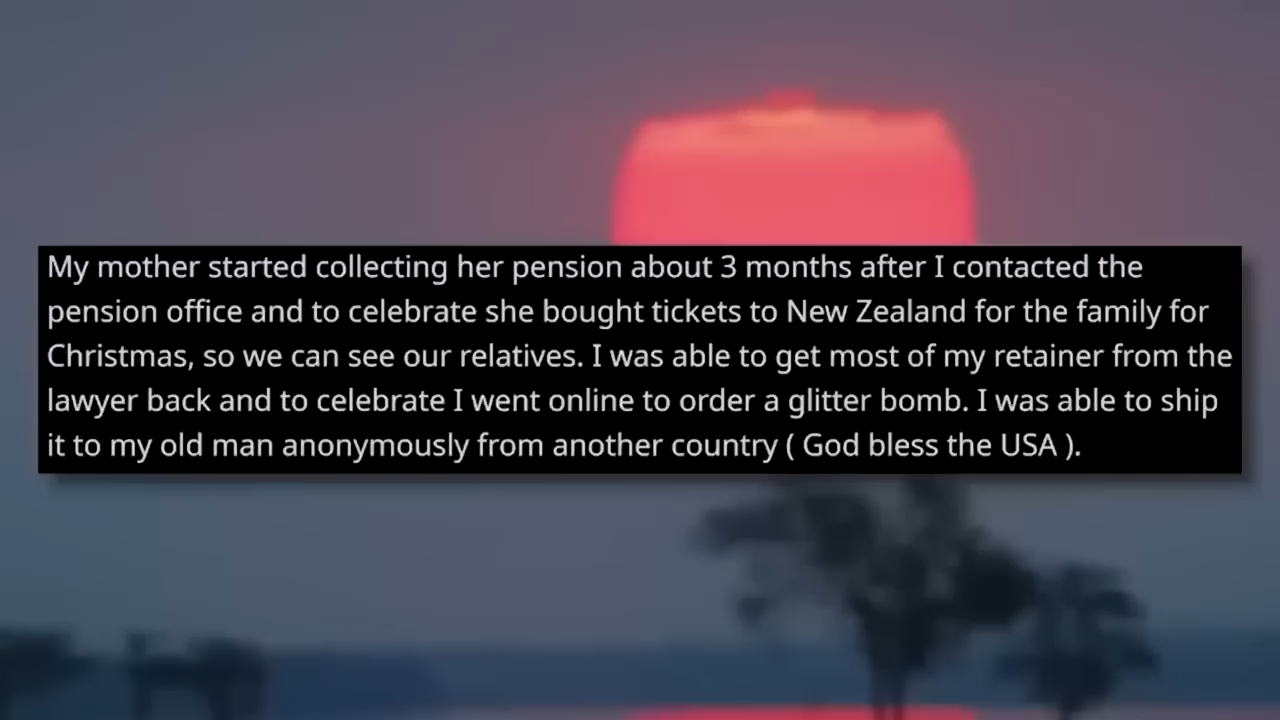 My mother started collecting her pension about 3 months after I contacted the
pension office and to celebrate she bought tickets to New Zealand for the family for
Christmas, so we can see our relatives. I was able to get most of my retainer from the
lawyer back and to celebrate I went online to order a glitter bomb. I was able to ship
it to my old man anonymously from another country ( God bless the USA ).